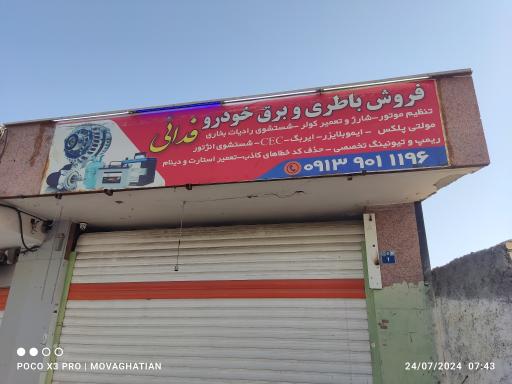 فروش باطری و برق خودرو فدائی
تنظیم موتور - شارژ و تعمیر کولر - شستشوی رادیات بخاری
مولتی پلکس - ایموبلایزر - ایربگ - CEC - شستشوی انژتور
ریمپ و تیونینگ تخصصی - حذف کد خطاهای کاذب - تعمیر استارت و دینام
۰۹۱۳ ۹۰۱ ۱۱۹۶
POCO X3 PRO | MOVAGHATIAN
24/07/2024 07:43